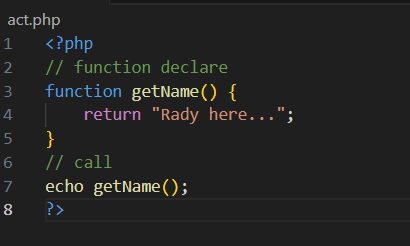 act.php
1 <?php
2 // function declare
3 function getName() {
4     return "Rady here...";
5 }
6 // call
7 echo getName();
8 ?>